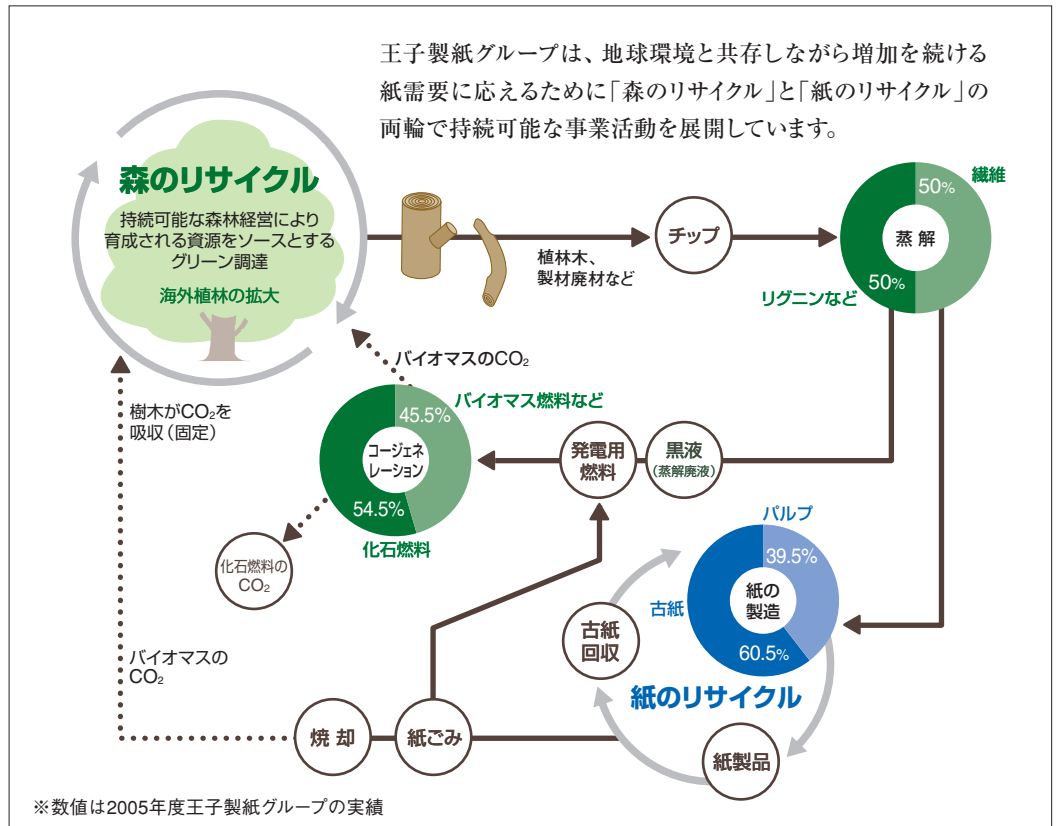 王子製紙グループは、地球環境と共存しながら増加を続ける
紙需要に応えるために「森のリサイクル」と「紙のリサイクル」の
両輪で持続可能な事業活動を展開しています。
森のリサイクル
持続可能な森林経営により
育成される資源をソースとする
グリーン調達
海外植林の拡大
植林木、
製材廃材など
チップ
蒸解
50%
繊維
50%
リグニンなど
バイオマスのCO₂
樹木がCO₂を
吸収（固定）
コージェネ
レーション
45.5%
バイオマス燃料など
54.5%
化石燃料
発電用
燃料
黒液
(蒸解廃液)
化石燃料の
CO₂
パルプ
39.5%
紙の
製造
古紙
60.5%
古紙
回収
紙のリサイクル
バイオマスの
CO₂
焼却
紙ごみ
紙製品
※数値は2005年度王子製紙グループの実績